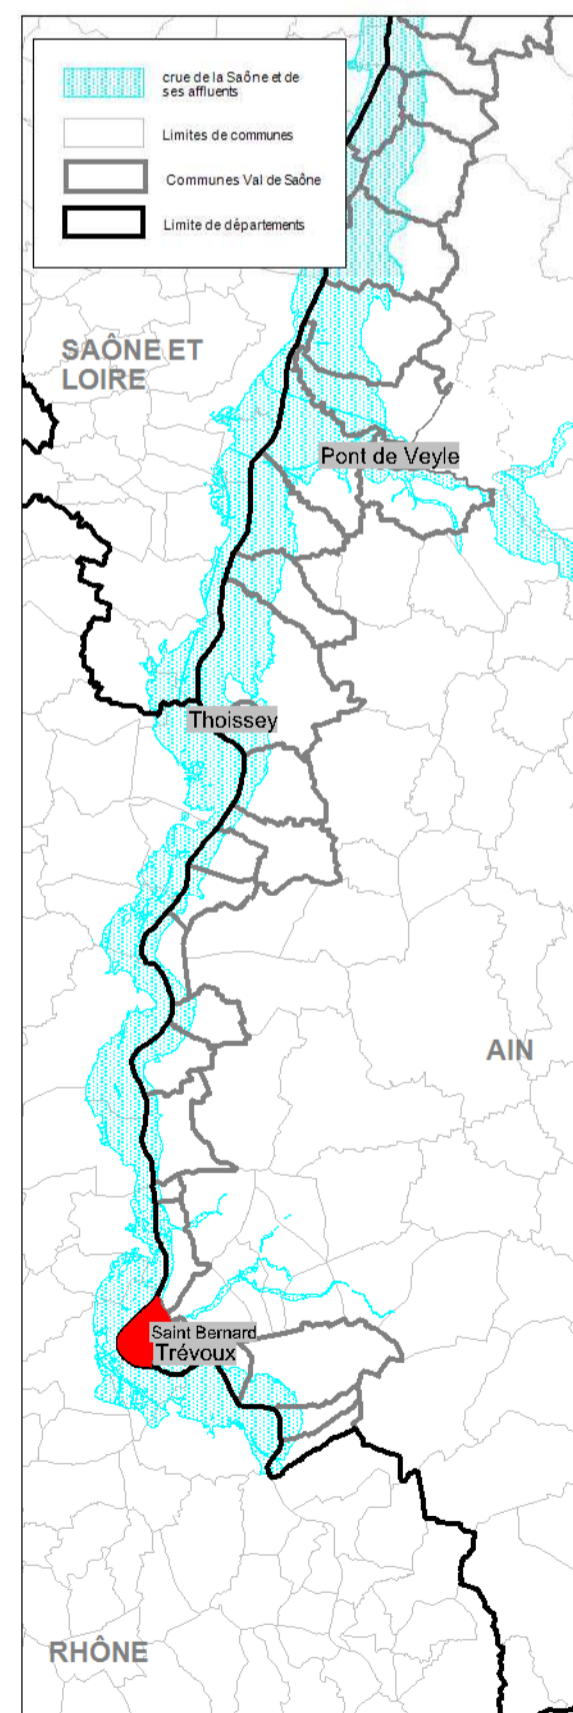 crue de la Saône et de
ses affluents
Limites de communes
Communes Val de Saône
Limite de départements
SAÔNE ET
LOIRE
Pont de Veyle
Thoissey
AIN
Saint Bernard
Trévoux
RHÔNE